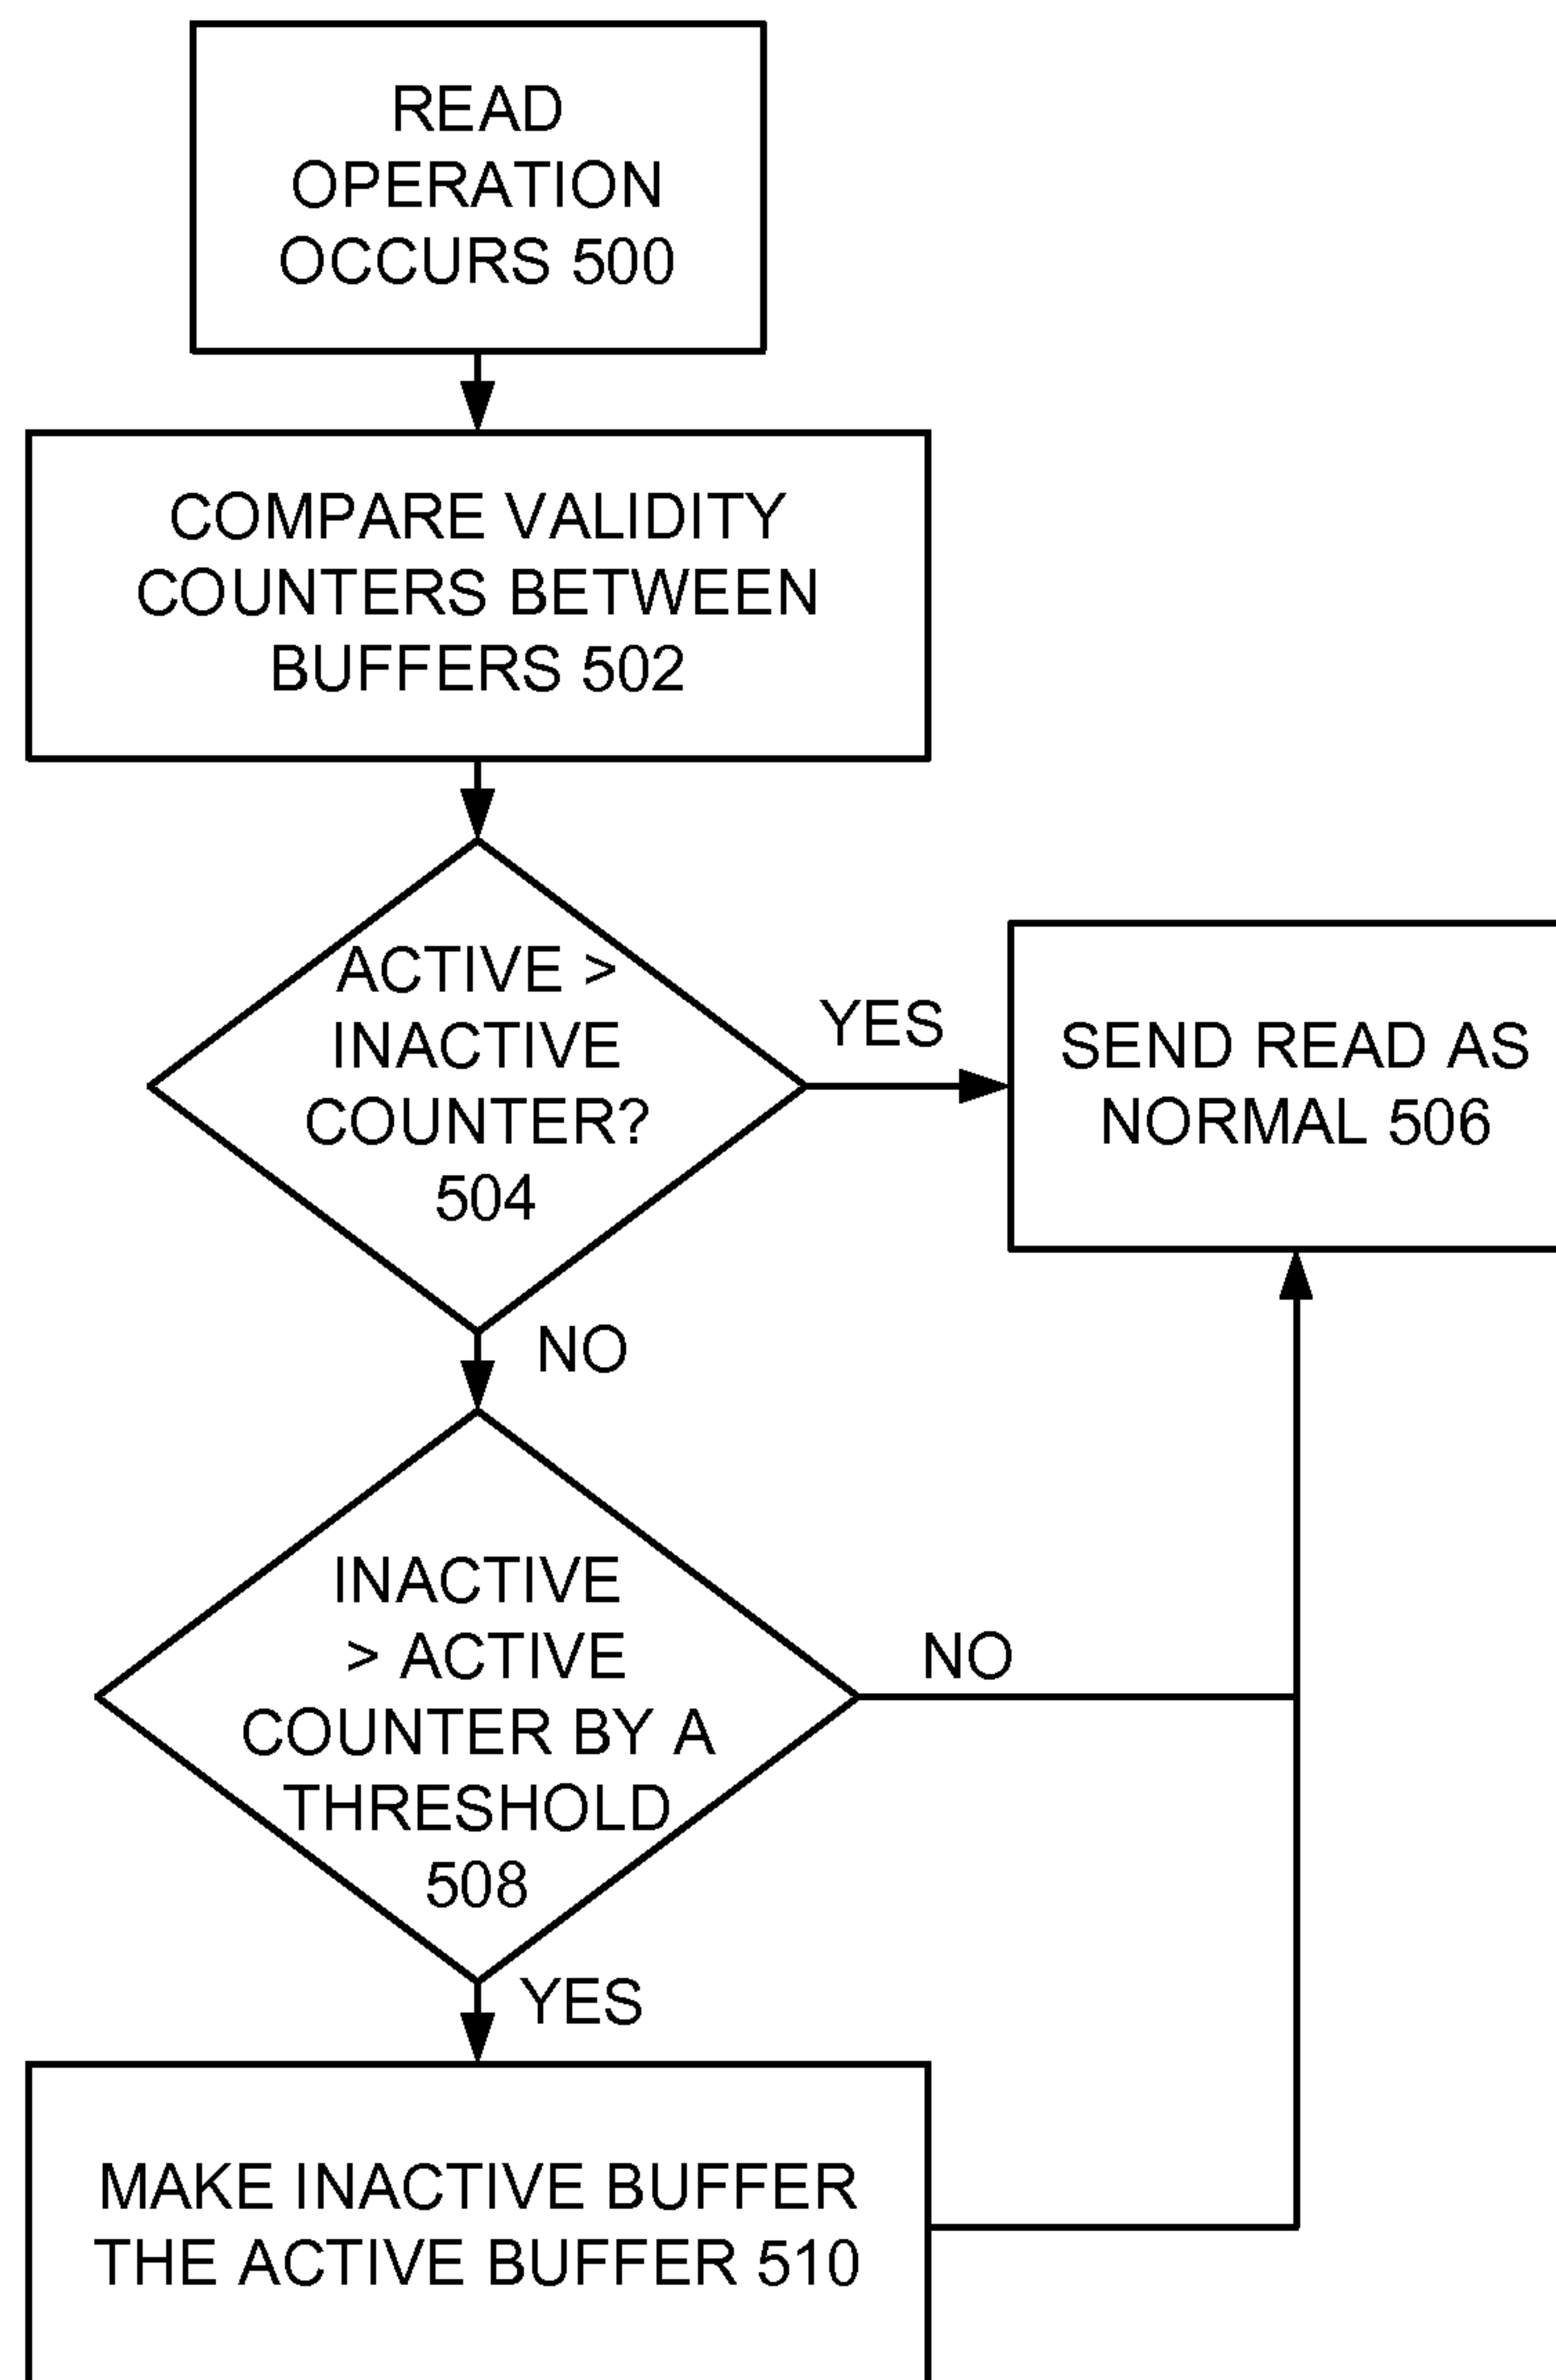 READ
OPERATION
OCCURS 500
COMPARE VALIDITY
COUNTERS BETWEEN
BUFFERS 502
ACTIVE >
INACTIVE
COUNTER?
504
YES
SEND READ AS
NORMAL 506
NO
INACTIVE
> ACTIVE
COUNTER BY A
THRESHOLD
508
NO
YES
MAKE INACTIVE BUFFER
THE ACTIVE BUFFER 510